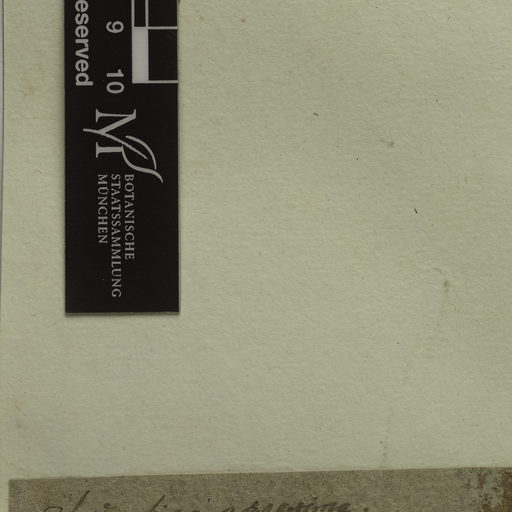 eserved
9 10
M
BOTANISCHE
STAATSSAMMLUNG
MÜNCHEN